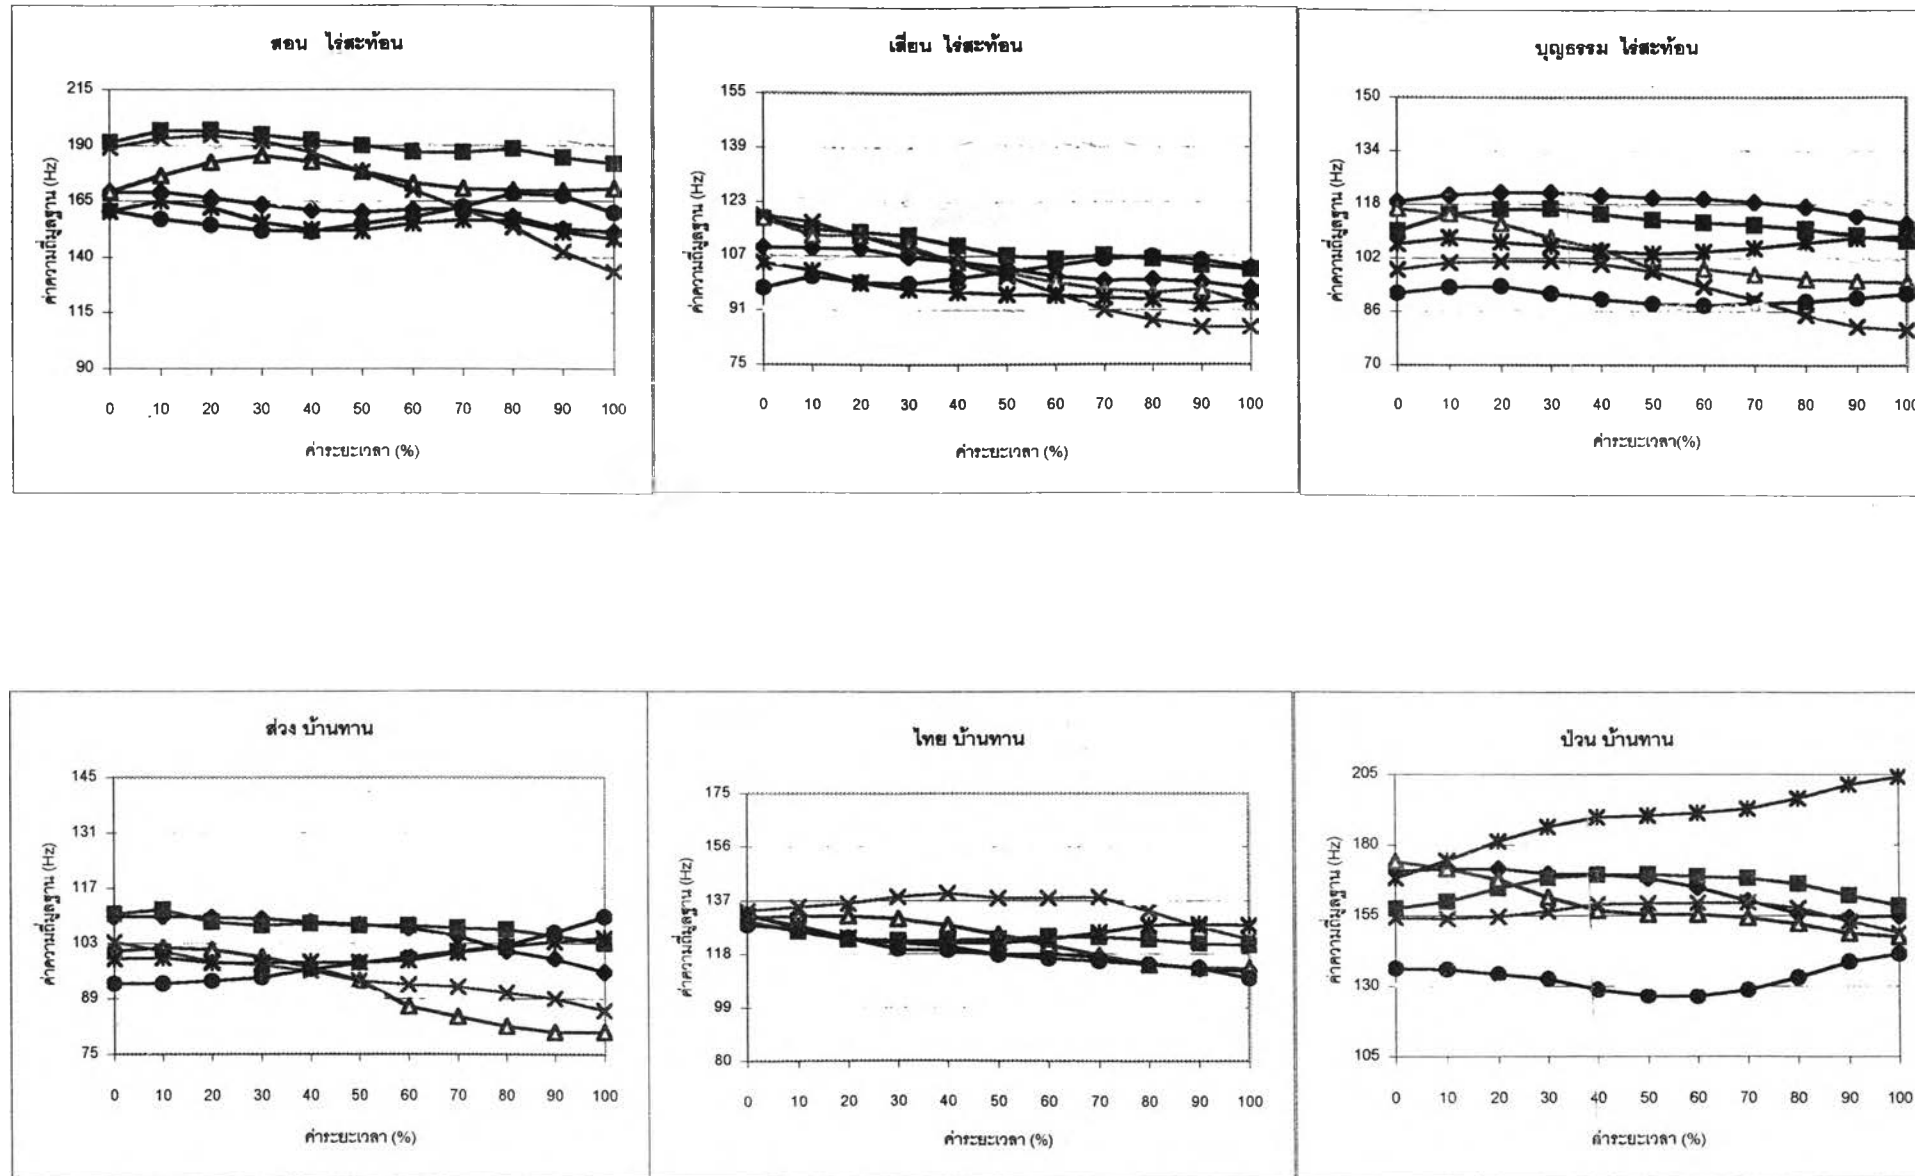 สอน ไร่สะท้อน
ค่าความถี่มูลฐาน (Hz)
215
190
165
140
115
90
0 10 20 30 40 50 60 70 80 90 100
ค่าระยะเวลา (%)
เสี่ยน ไร่สะท้อน
ค่าความถี่มูลฐาน (Hz)
155
139
123
107
91
75
0 10 20 30 40 50 60 70 80 90 100
ค่าระยะเวลา (%)
บุญธรรม ไร่สะท้อน
ค่าความถี่มูลฐาน (Hz)
150
134
118
102
86
70
0 10 20 30 40 50 60 70 80 90 100
ค่าระยะเวลา(%)
ส่วง บ้านทาน
ค่าความถี่มูลฐาน (Hz)
145
131
117
103
89
75
0 10 20 30 40 50 60 70 80 90 100
ค่าระยะเวลา (%)
ไทย บ้านทาน
ค่าความถี่มูลฐาน (Hz)
175
156
137
118
99
80
0 10 20 30 40 50 60 70 80 90 100
ค่าระยะเวลา (%)
ป่วน บ้านทาน
ค่าความถี่มูลฐาน (Hz)
205
180
155
130
105
0 10 20 30 40 50 60 70 80 90 100
ค่าระยะเวลา (%)